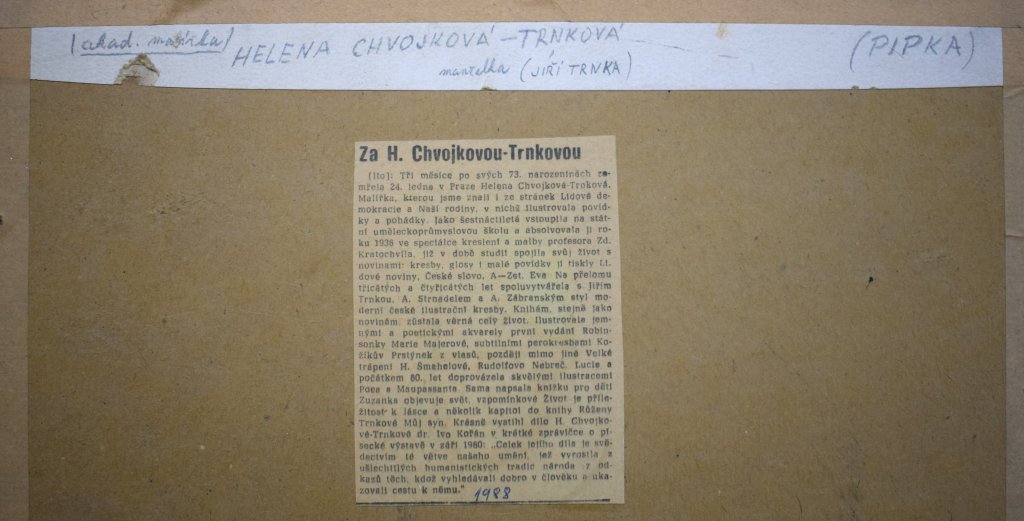 (akad. malířka) HELENA CHVOJKOVÁ-TRNKOVÁ (PIPKA)
manželka (JIŘÍ TRNKA)
Za H. Chvojkovou-Trnkovou
(lto): Tři měsíce po svých 73. narozeninách ze-
mřela 24. ledna v Praze Helena Chvojková-Trnková.
Malířka, kterou jsme znali i ze stránek Lidové de-
mokracie a Naší rodiny, v nichž ilustrovala povíd-
ky a pohádky. Jako šestnáctiletá vstoupila na stát-
ní uměleckoprůmyslovou školu a absolvovala ji ro-
ku 1936 ve speciálce kreslení a malby profesora Zd.
Kratochvíla, již v době studií spojila svůj život s
novinami: kresby, glosy i malé povídky jí tiskly Li-
dové noviny, České slovo, A—Zet, Eva Na přelomu
třicátých a čtyřicátých let spoluvytvářela s Jiřím
Trnkou, A. Strnadelem a A. Zábranským styl mo-
derní české ilustrační kresby. Knihám, stejně jako
novinám, zůstala věrná celý život. Ilustrovala jem-
nými a poetickými akvarely první vydání Robin-
sonky Marie Majerové, subtilními perokresbami Ko-
žíkův Prstýnek z vlasů, později mimo jiné Velké
trápení H. Šmahelové, Rudolfovo Nebreč, Lucie a
počátkem 80. let doprovázela skvělými ilustracemi
Poea a Maupassanta. Sama napsala knížku pro děti
Zuzanka objevuje svět, vzpomínkové Život je příle-
žitost k lásce a několik kapitol do knihy Růženy
Trnkové Můj syn. Krásně vystihl dílo H. Chvojko-
vé-Trnkové dr. Ivo Kořán v krátké zprávičce o pí-
secké výstavě v září 1980: „Celek jejího díla je svě-
dectvím té větve našeho umění, jež vyrostla z
ušlechtilých humanistických tradic národa z od-
kazů těch, kdož vyhledávali dobro v člověku a uka-
zovali cestu k němu."
1988